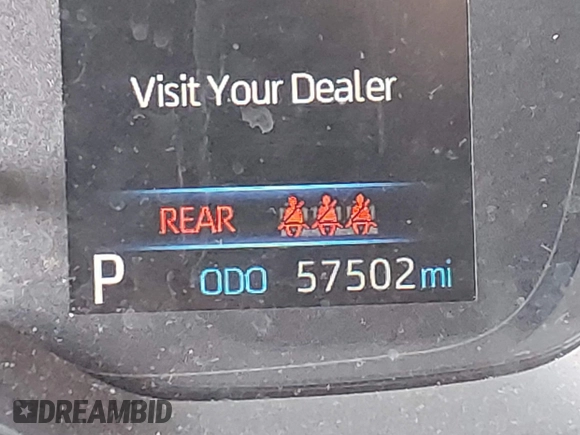 Visit Your Dealer
REAR
P ODO 57502 mi
DREAMBID